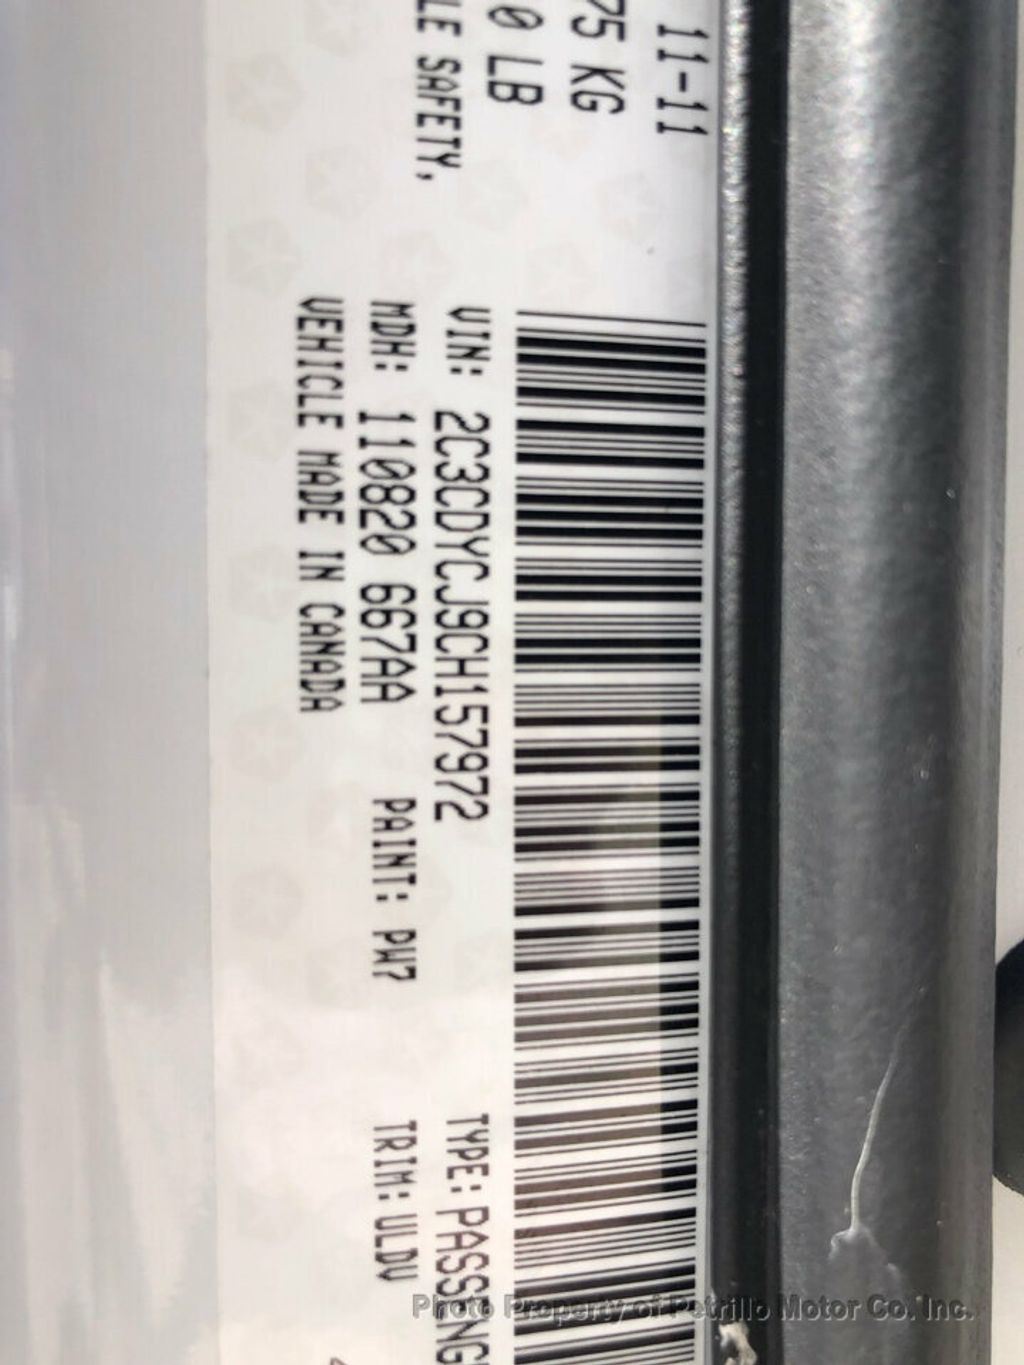 11-11
75 KG
0 LB
LE SAFETY,
VIN: 2C3CDYCJ9CH157972 TYPE: PASSENG
MDH: 110820 667AA PAINT: PW7 TRIM: ULDV
VEHICLE MADE IN CANADA
Photo Property of Petrillo Motor Co. Inc.